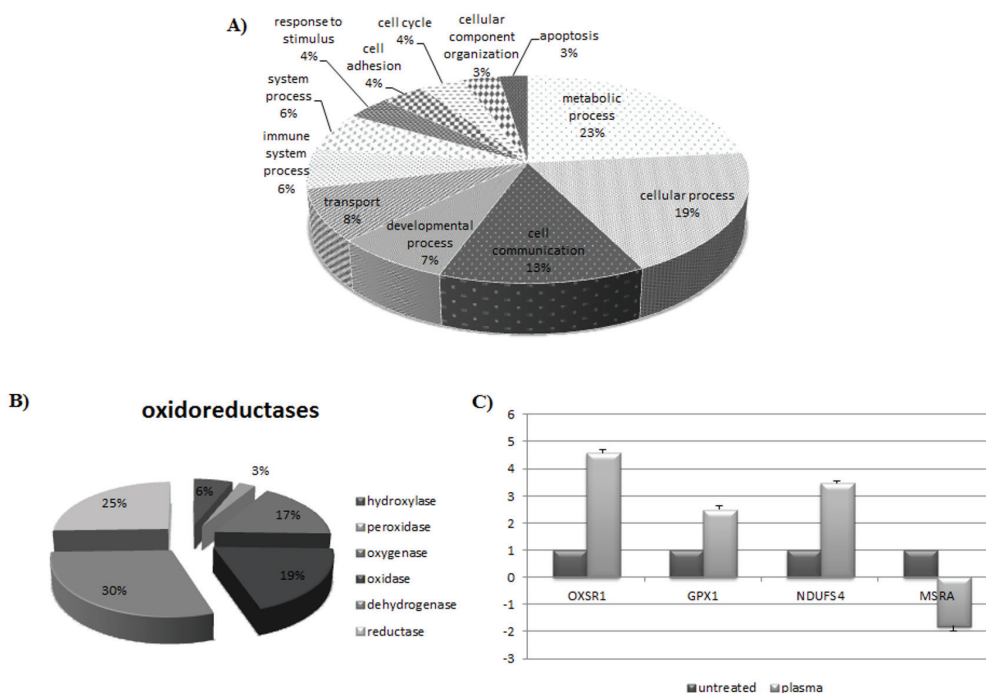 A)
response to
stimulus
4%
cell
adhesion
4%
cell cycle
4%
cellular
component
organization
3%
apoptosis
3%
system
process
6%
immune
system
process
6%
metabolic
process
23%
transport
8%
developmental
process
7%
cell
communication
13%
cellular process
19%
B)
oxidoreductases
6%
3%
17%
19%
30%
25%
hydroxylase
peroxidase
oxygenase
oxidase
dehydrogenase
reductase
C)
6
5
4
3
2
1
0
-1
-2
-3
OXSR1
GPX1
NDUFS4
MSRA
untreated
plasma